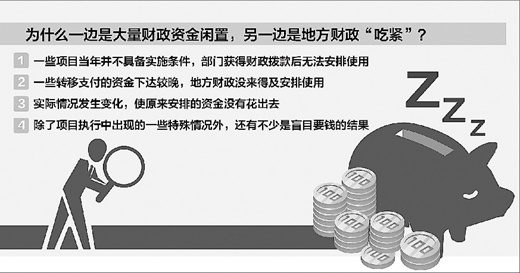 为什么一边是大量财政资金闲置，另一边是地方财政“吃紧”？
1 一些项目当年并不具备实施条件，部门获得财政拨款后无法安排使用
2 一些转移支付的资金下达较晚，地方财政没来得及安排使用
3 实际情况发生变化，使原来安排的资金没有花出去
4 除了项目执行中出现的一些特殊情况外，还有不少是盲目要钱的结果
Z
Z
Z
100
100
100
100
100